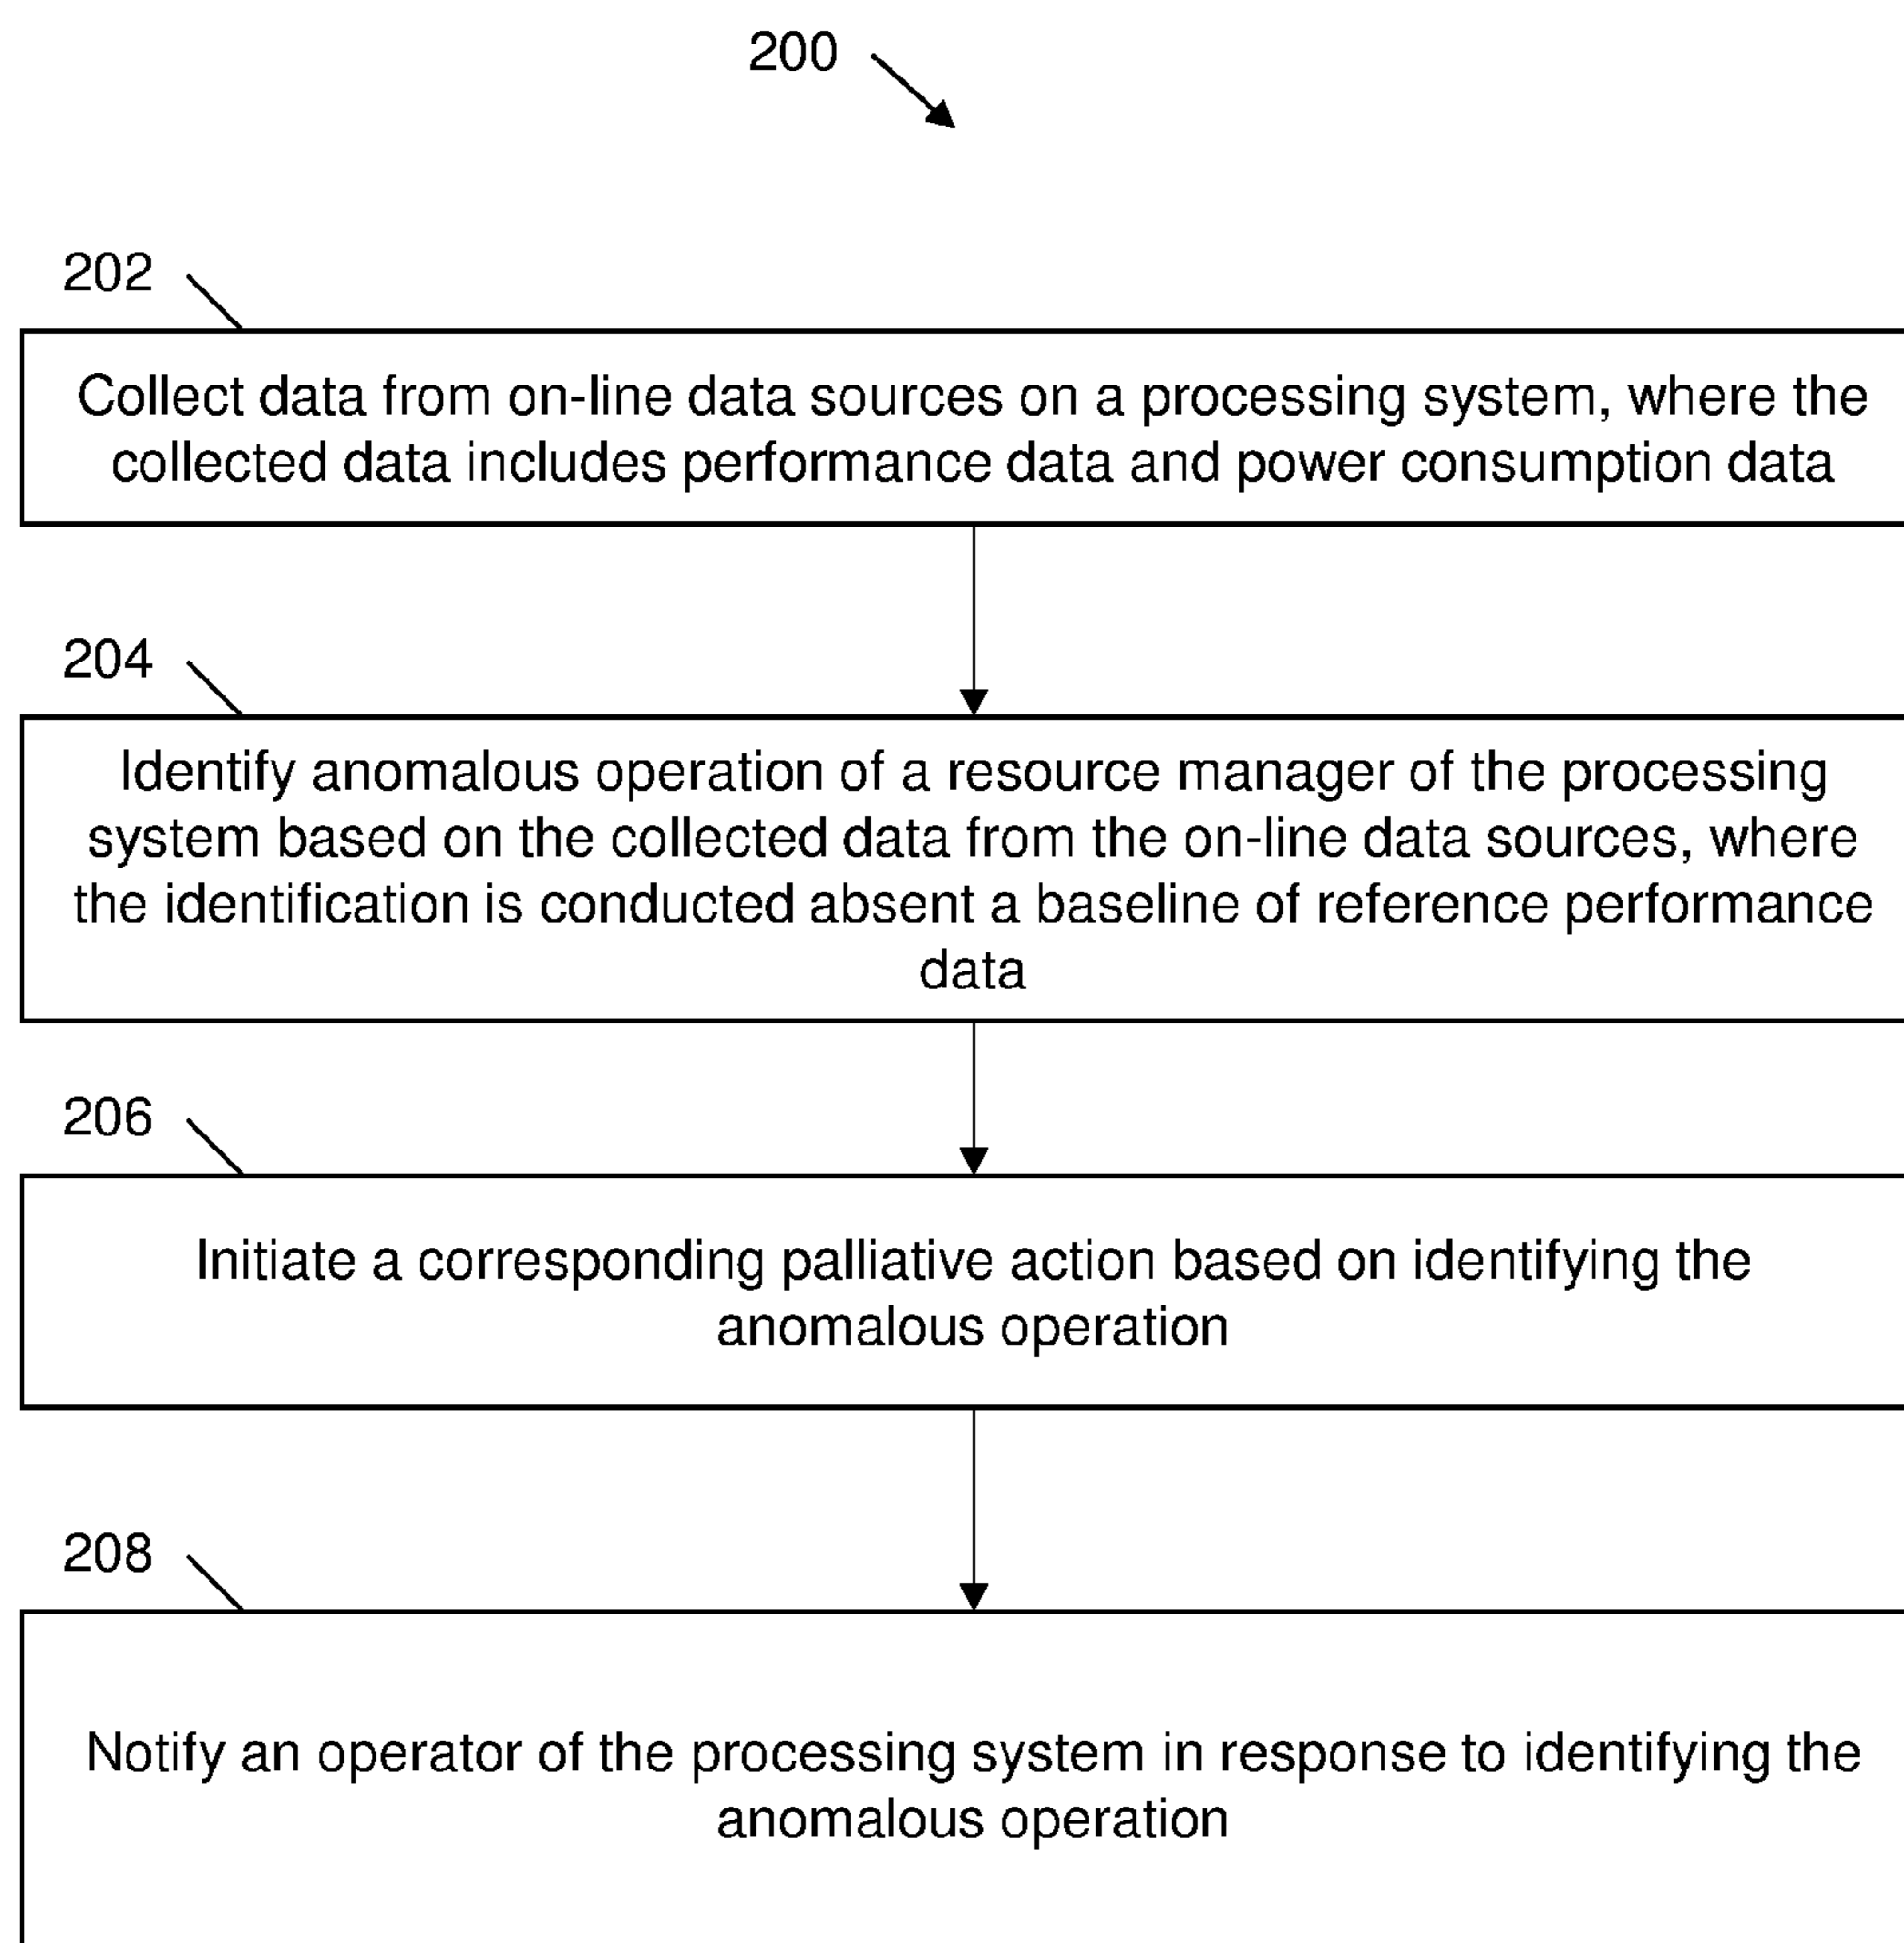 200
202
Collect data from on-line data sources on a processing system, where the
collected data includes performance data and power consumption data
204
Identify anomalous operation of a resource manager of the processing
system based on the collected data from the on-line data sources, where
the identification is conducted absent a baseline of reference performance
data
206
Initiate a corresponding palliative action based on identifying the
anomalous operation
208
Notify an operator of the processing system in response to identifying the
anomalous operation